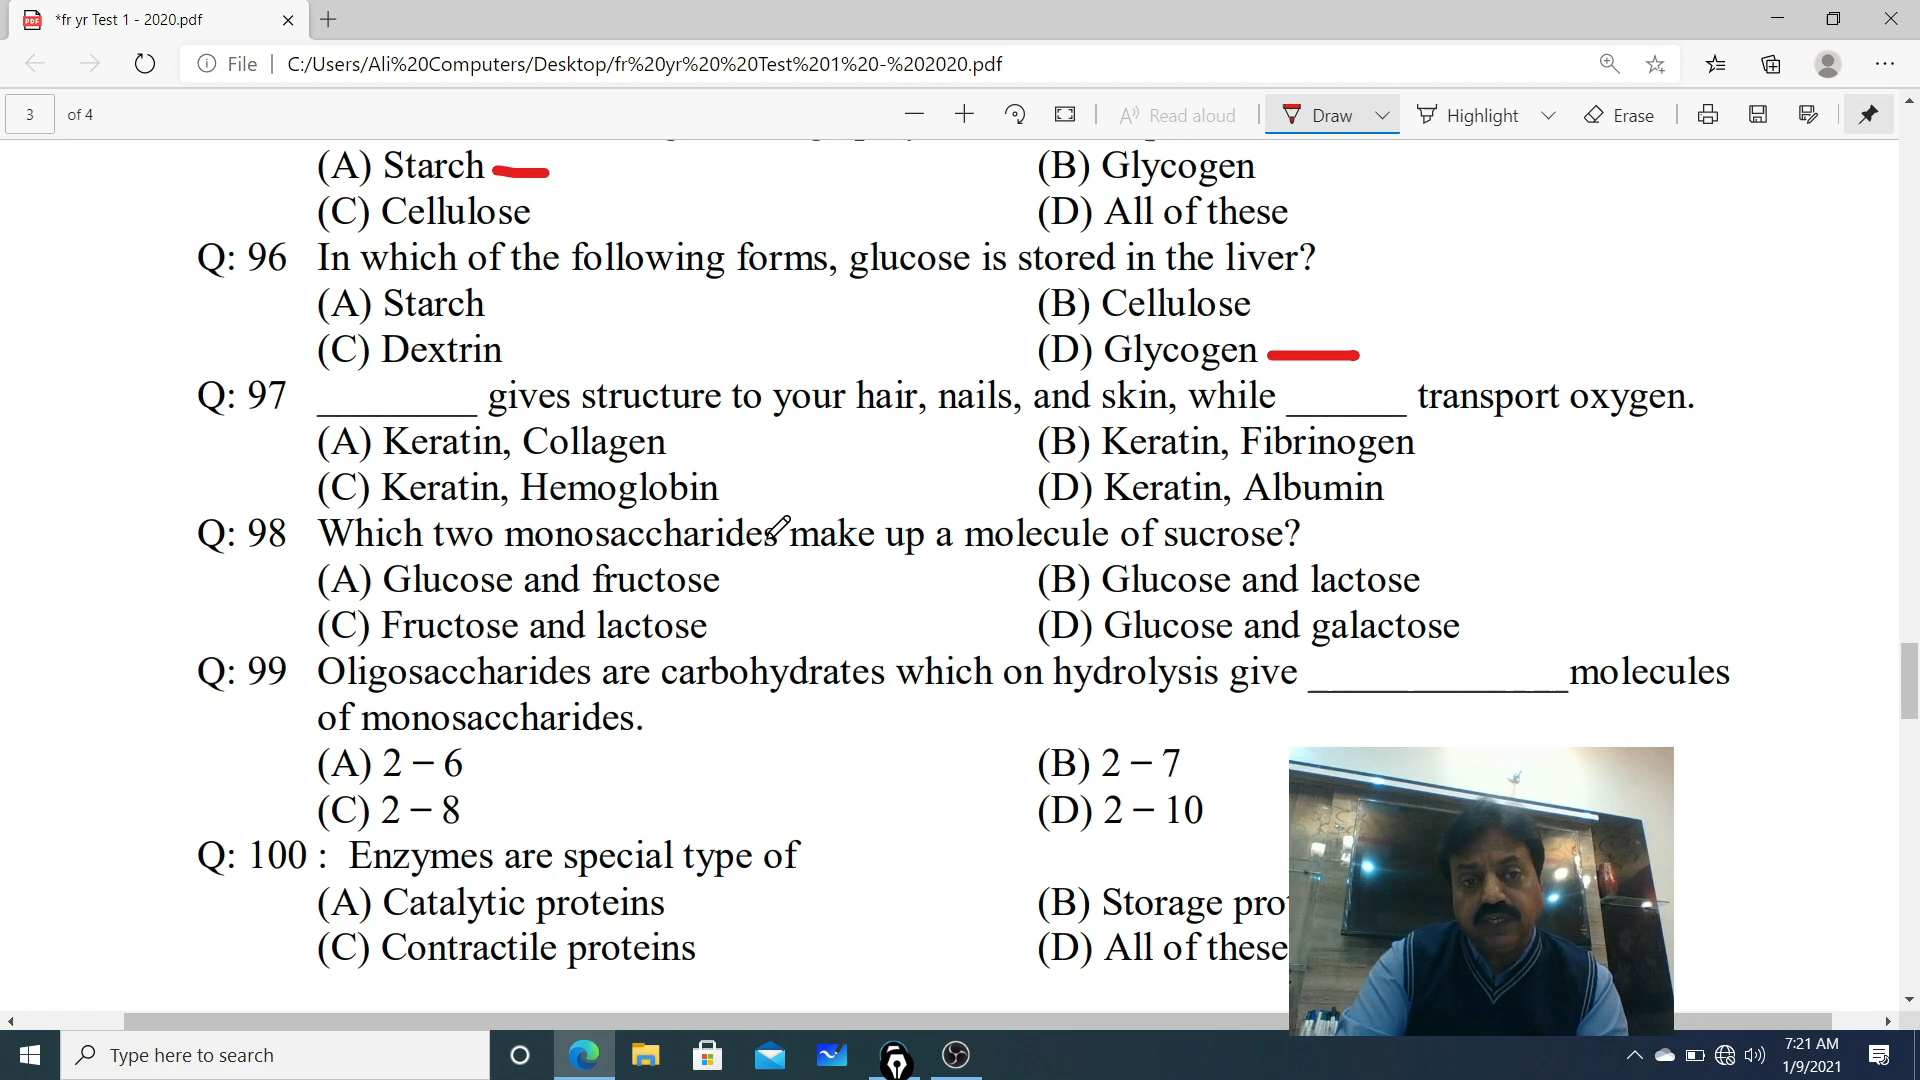 *fr yr Test 1 - 2020.pdf
File C:/Users/Ali%20Computers/Desktop/fr%20yr%20%20Test%201%20-%202020.pdf
3 of 4 Read aloud Draw Highlight Erase
(A) Starch (B) Glycogen
(C) Cellulose (D) All of these
Q: 96 In which of the following forms, glucose is stored in the liver?
(A) Starch (B) Cellulose
(C) Dextrin (D) Glycogen
Q: 97 ________ gives structure to your hair, nails, and skin, while ______ transport oxygen.
(A) Keratin, Collagen (B) Keratin, Fibrinogen
(C) Keratin, Hemoglobin (D) Keratin, Albumin
Q: 98 Which two monosaccharides make up a molecule of sucrose?
(A) Glucose and fructose (B) Glucose and lactose
(C) Fructose and lactose (D) Glucose and galactose
Q: 99 Oligosaccharides are carbohydrates which on hydrolysis give _____________molecules
of monosaccharides.
(A) 2 – 6 (B) 2 – 7
(C) 2 – 8 (D) 2 – 10
Q: 100 : Enzymes are special type of
(A) Catalytic proteins (B) Storage
(C) Contractile proteins (D) All of these
Type here to search
7:21 AM
1/9/2021